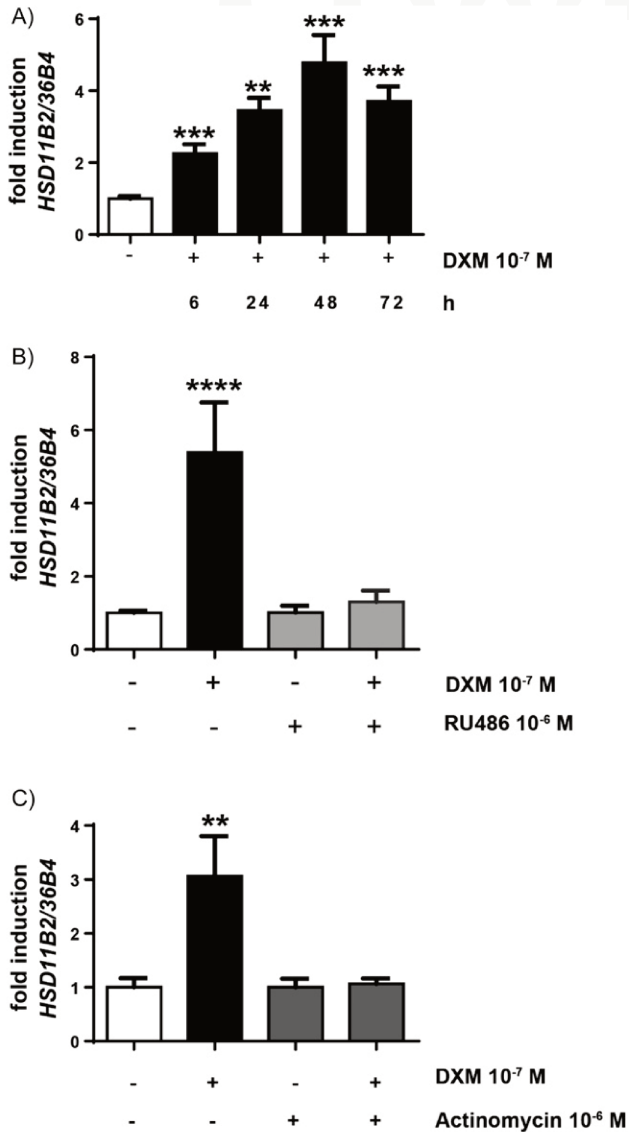 A)
fold induction
HSD11B2/36B4
6
4
2
0
*** ** *** ***
- + + + + DXM 10-7 M
6 24 48 72 h
B)
fold induction
HSD11B2/36B4
8
6
4
2
0
****
- + - + DXM 10-7 M
- - + + RU486 10-6 M
C)
fold induction
HSD11B2/36B4
4
3
2
1
0
**
- + - + DXM 10-7 M
- - + + Actinomycin 10-6 M